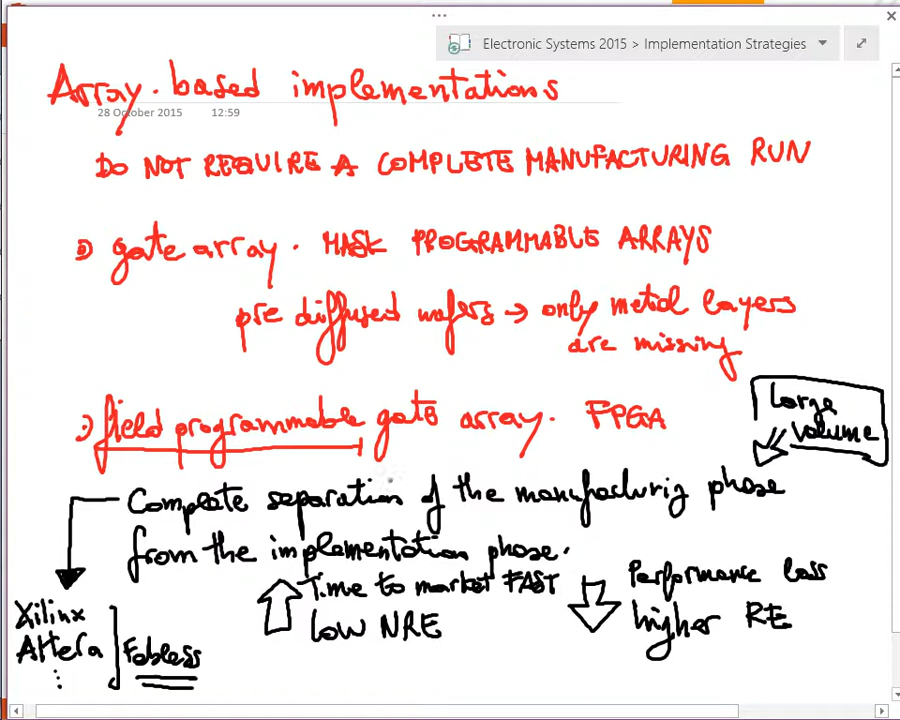 Electronic Systems 2015 > Implementation Strategies
Array-based implementations
28 October 2015 12:59
DO NOT REQUIRE A COMPLETE MANUFACTURING RUN
gate array. MASK PROGRAMMABLE ARRAYS
pre diffused wafers → only metal layers
are missing
Large
Volume
field programmable gate array. FPGA
Complete separation of the manufacturig phase
from the implementation phase.
Time to market FAST
low NRE
Performance loss
higher RE
Xilinx
Altera
⋮
Fabless